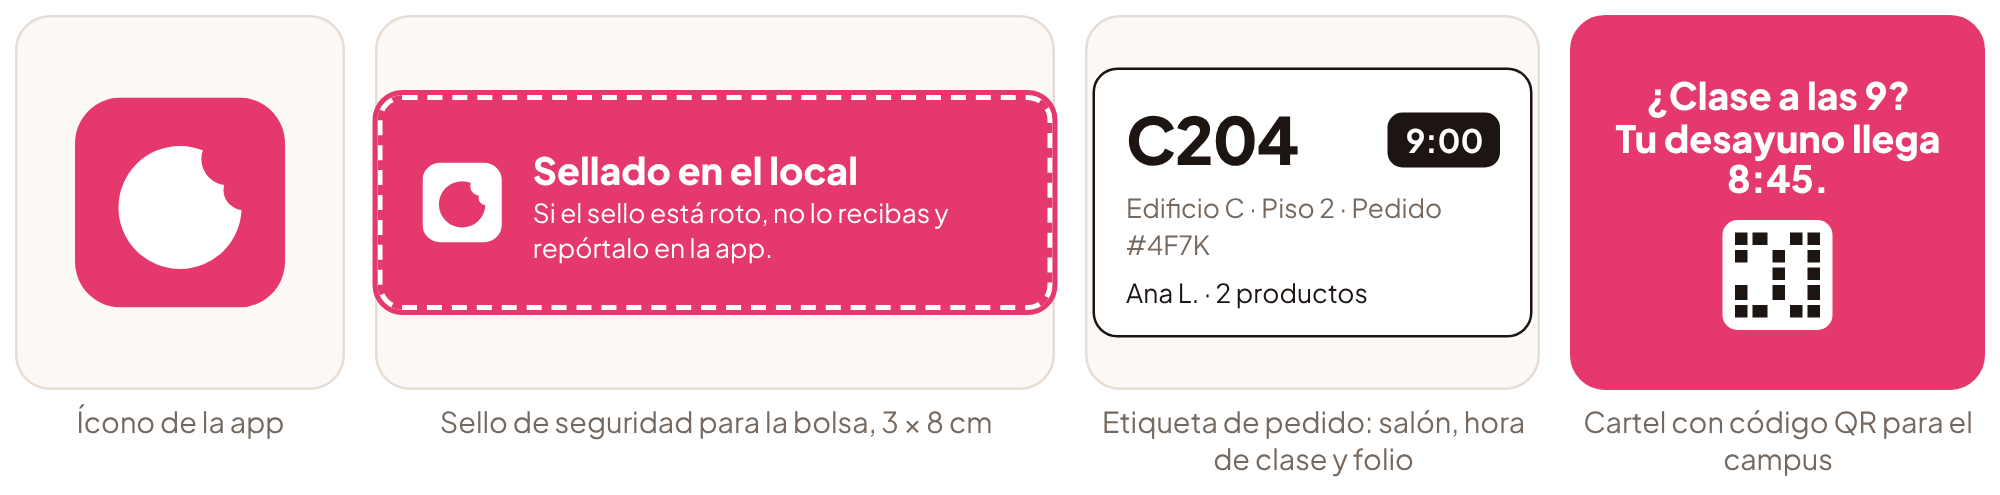 Ícono de la app
Sellado en el local
Si el sello está roto, no lo recibas y
repórtalo en la app.
Sello de seguridad para la bolsa, 3 × 8 cm
C204
9:00
Edificio C · Piso 2 · Pedido
#4F7K
Ana L. · 2 productos
Etiqueta de pedido: salón, hora
de clase y folio
¿Clase a las 9?
Tu desayuno llega
8:45.
Cartel con código QR para el
campus